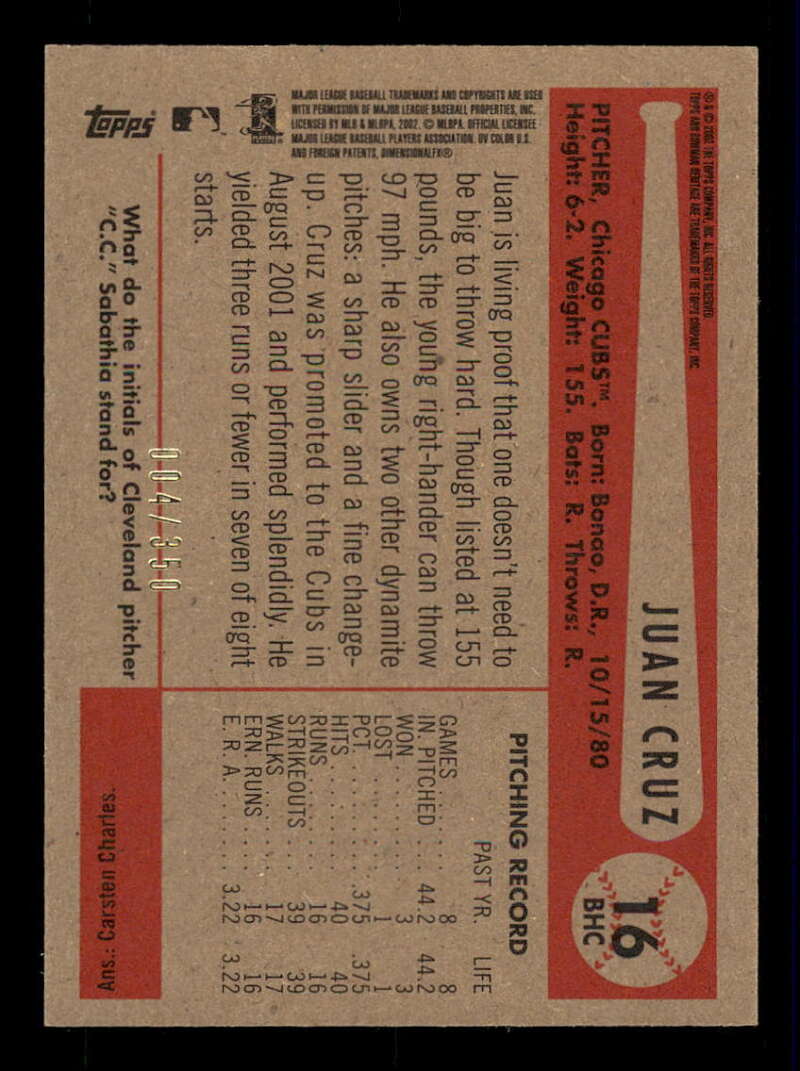 ® & © 2002 THE TOPPS COMPANY, INC. ALL RIGHTS RESERVED
TOPPS AND BOWMAN HERITAGE ARE TRADEMARKS OF THE TOPPS COMPANY, INC.
JUAN CRUZ
16
BHC
PITCHER, Chicago CUBS™. Born: Bonao, D.R., 10/15/80
Height: 6-2. Weight: 155. Bats: R. Throws: R.
Juan is living proof that one doesn't need to
be big to throw hard. Though listed at 155
pounds, the young right-hander can throw
97 mph. He also owns two other dynamite
pitches: a sharp slider and a fine change-
up. Cruz was promoted to the Cubs in
August 2001 and performed splendidly. He
yielded three runs or fewer in seven of eight
starts.
PITCHING RECORD
PAST YR. LIFE
GAMES . . . . 8 8
IN. PITCHED . . 44.2 44.2
WON . . . . . . 3 3
LOST . . . . . . 1 1
PCT. . . . . . . .375 .375
HITS . . . . . . 40 40
RUNS . . . . . . 16 16
STRIKEOUTS . . . 39 39
WALKS . . . . . 17 17
ERN. RUNS . . . 16 16
E. R. A. . . . . . 3.22 3.22
MAJOR LEAGUE BASEBALL TRADEMARKS AND COPYRIGHTS ARE USED
WITH PERMISSION OF MAJOR LEAGUE BASEBALL PROPERTIES, INC.
LICENSED BY MLB & MLBPA, 2002. © MLBPA. OFFICIAL LICENSEE
MAJOR LEAGUE BASEBALL PLAYERS ASSOCIATION. UV COLOR U.S.
AND FOREIGN PATENTS, DIMENSIONALFX®
Topps
004/350
What do the initials of Cleveland pitcher
"C.C." Sabathia stand for?
Ans.: Carsten Charles.